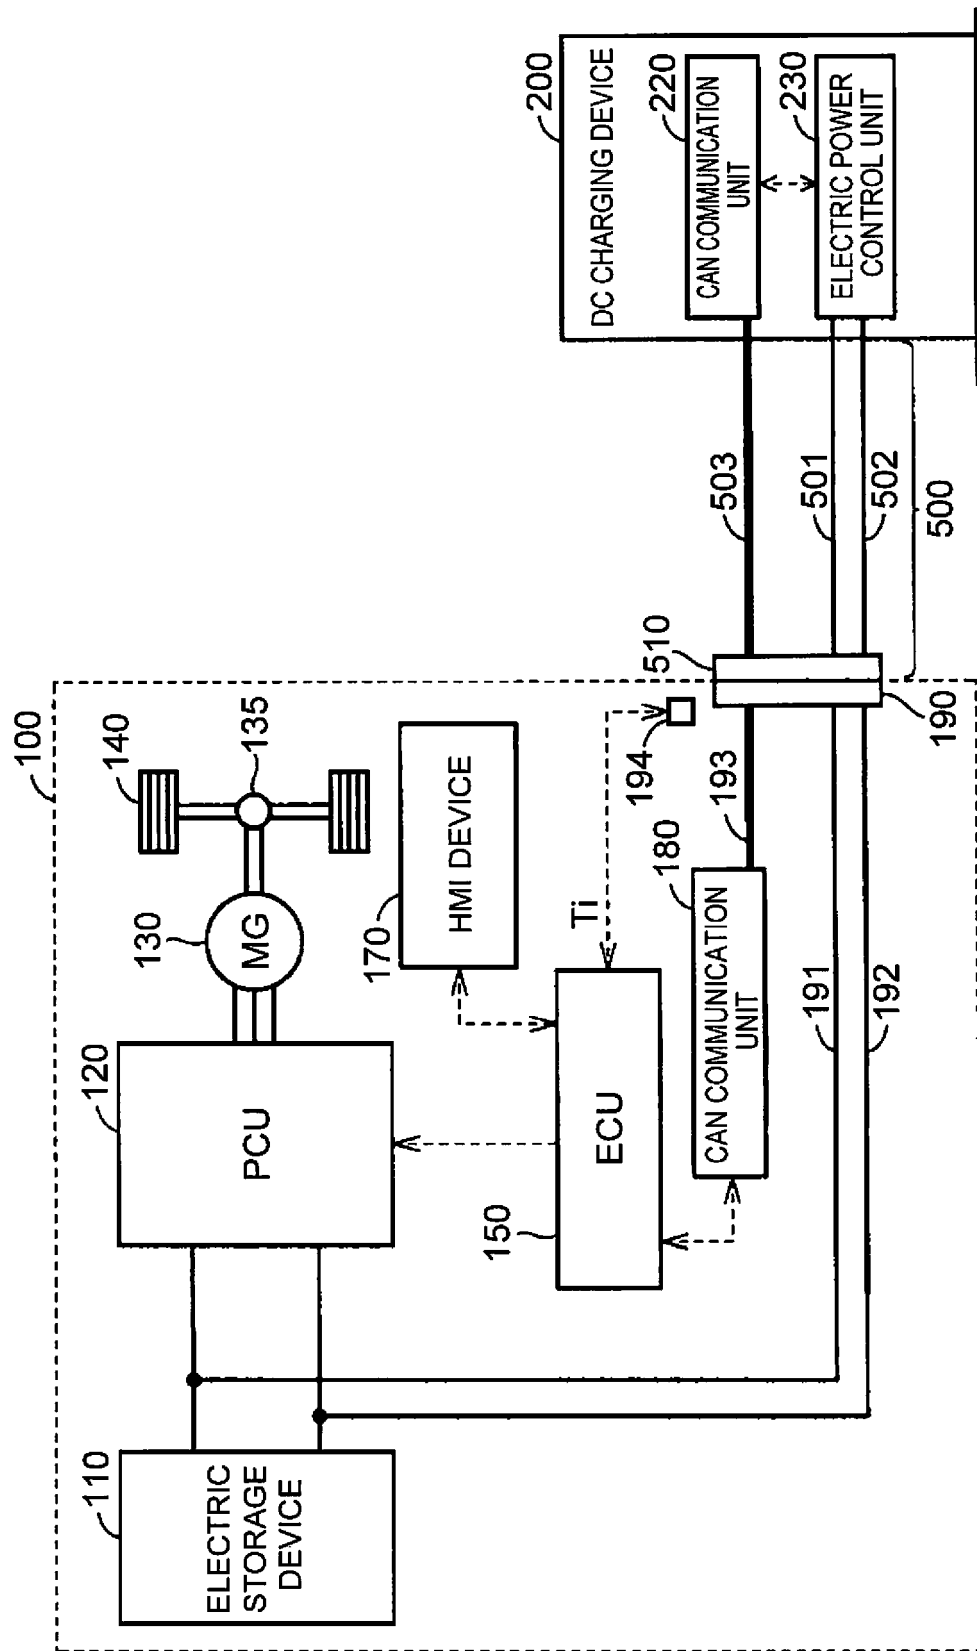 100
110
ELECTRIC
STORAGE
DEVICE
120
PCU
130
MG
135
140
150
ECU
170
HMI DEVICE
Ti
194
180
CAN COMMUNICATION
UNIT
193
191
192
190
510
503
501
502
500
200
DC CHARGING DEVICE
220
CAN COMMUNICATION
UNIT
230
ELECTRIC POWER
CONTROL UNIT